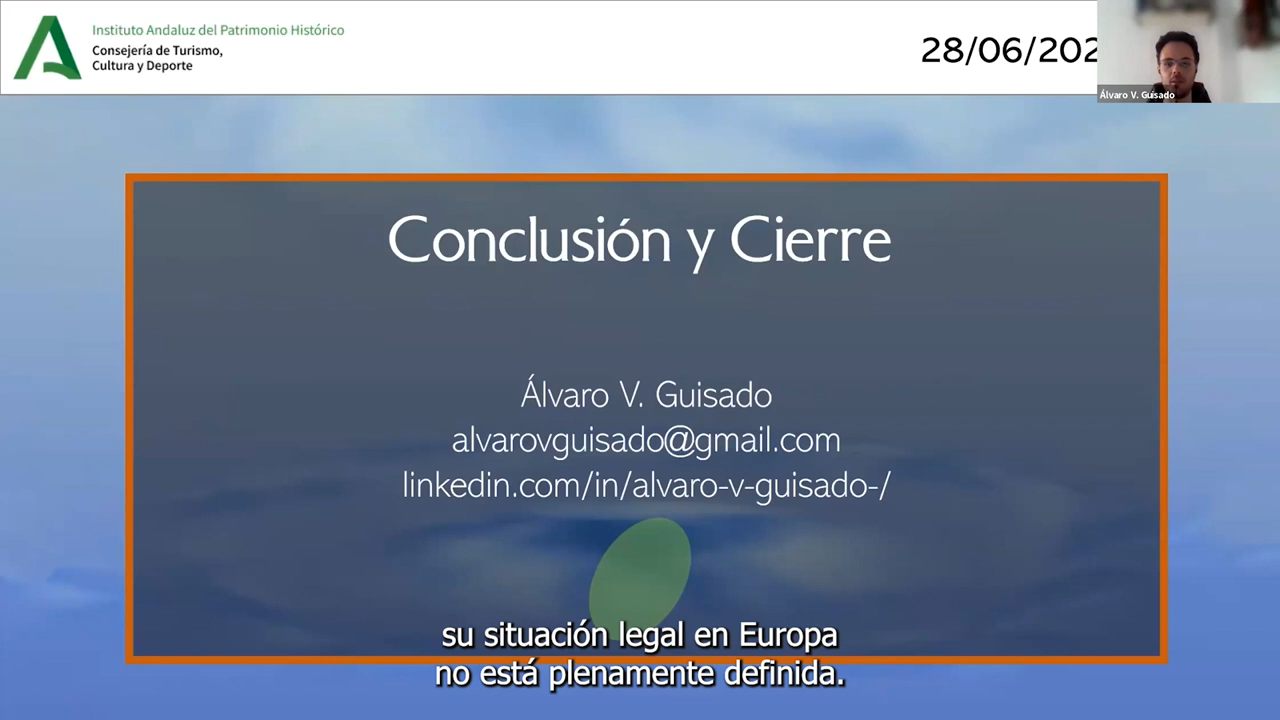 Instituto Andaluz del Patrimonio Histórico
Consejería de Turismo,
Cultura y Deporte
28/06/202
Álvaro V. Guisado
Conclusión y Cierre
Álvaro V. Guisado
alvarovguisado@gmail.com
linkedin.com/in/alvaro-v-guisado-/
su situación legal en Europa
no está plenamente definida.